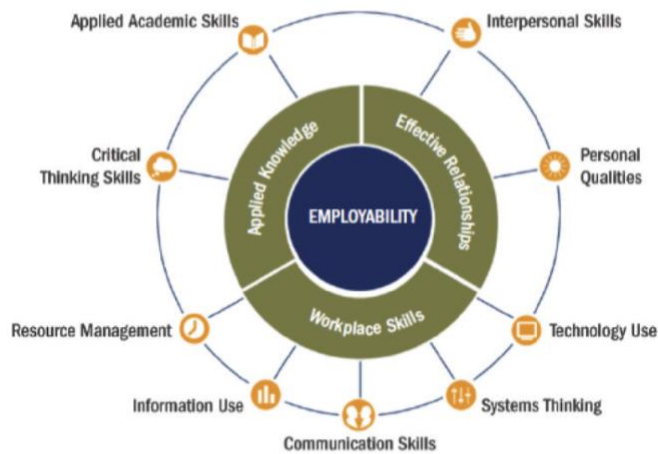 Applied Academic Skills
Interpersonal Skills
Applied Knowledge
Effective Relationships
Critical
Thinking Skills
Personal
Qualities
EMPLOYABILITY
Workplace Skills
Resource Management
Technology Use
Information Use
Systems Thinking
Communication Skills